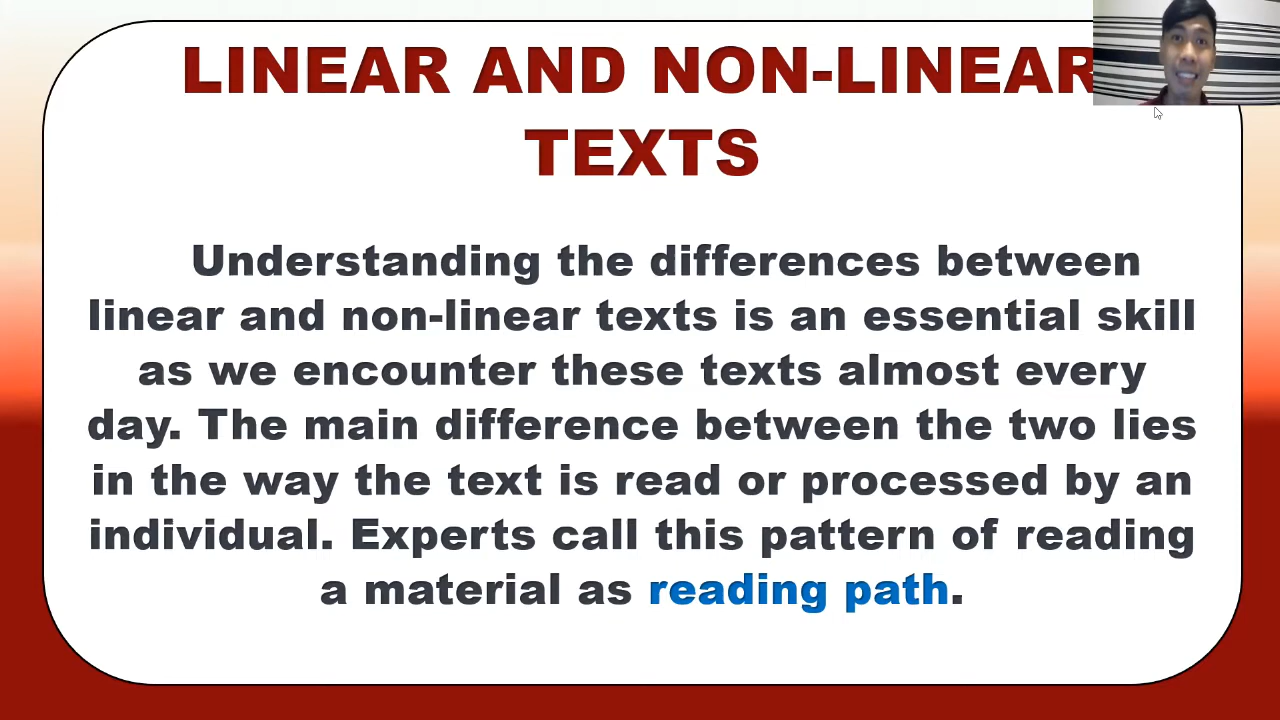 LINEAR AND NON-LINEAR
TEXTS
Understanding the differences between
linear and non-linear texts is an essential skill
as we encounter these texts almost every
day. The main difference between the two lies
in the way the text is read or processed by an
individual. Experts call this pattern of reading
a material as reading path.